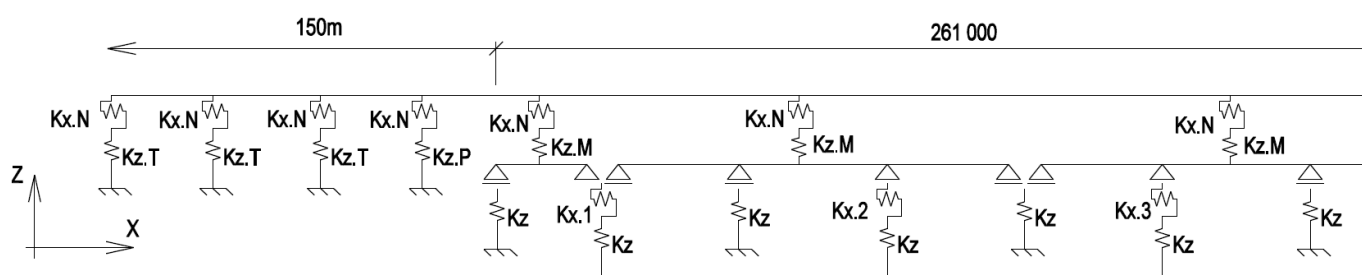 150m 261 000
Kx.N Kx.N Kx.N Kx.N Kx.N Kx.N Kx.N
Kz.T Kz.T Kz.T Kz.P Kz.M Kz.M Kz.M
Z
Kz Kx.1 Kz Kx.2 Kz Kx.3 Kz
X Kz Kz Kz